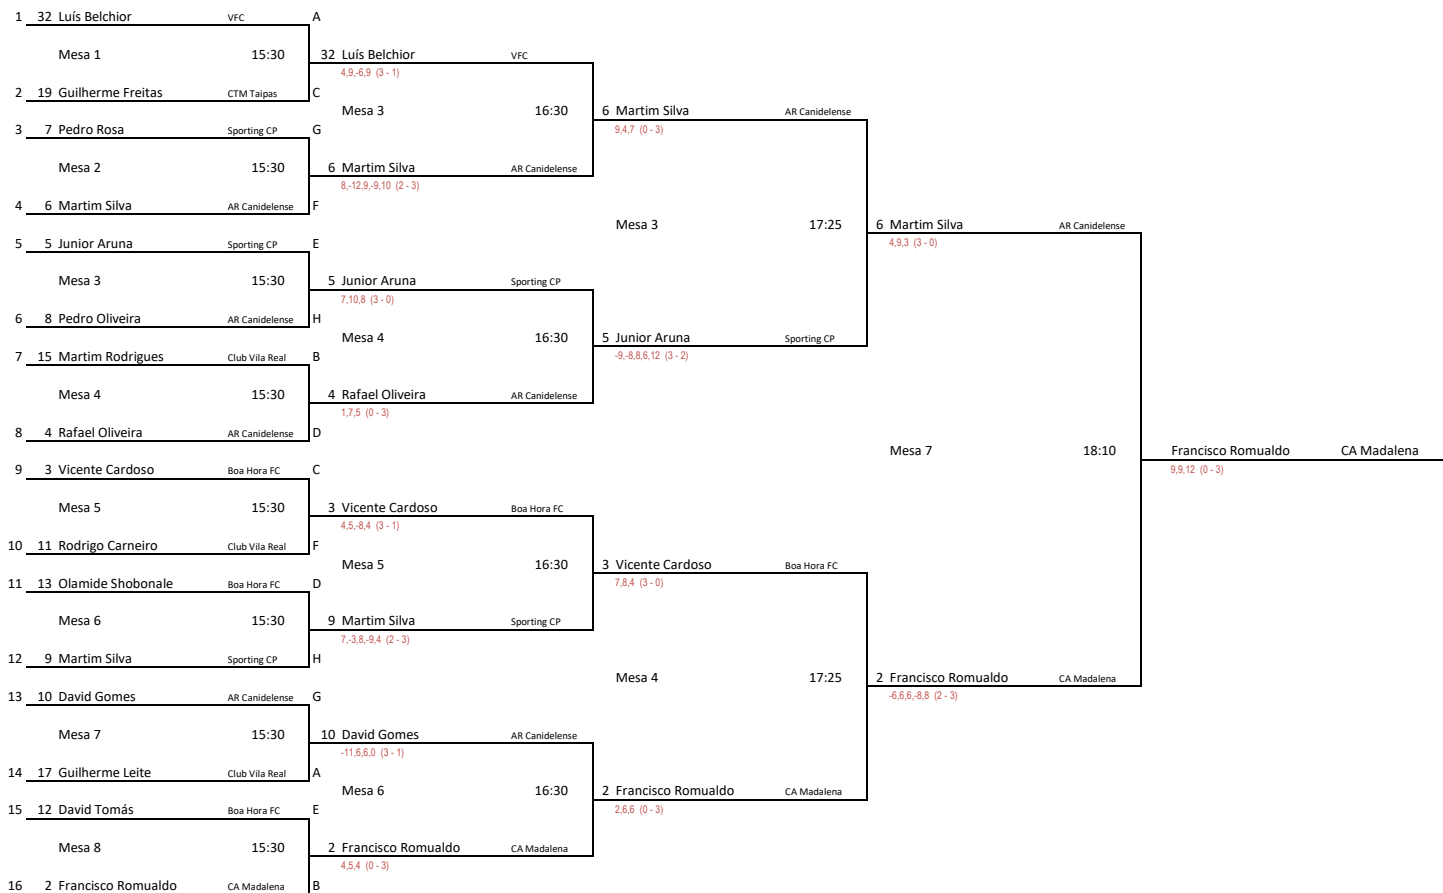 1 32 Luís Belchior VFC A
Mesa 1 15:30 32 Luís Belchior VFC
4,9,-6,9 (3 - 1)
2 19 Guilherme Freitas CTM Taipas C
Mesa 3 16:30 6 Martim Silva AR Canidelense
9,4,7 (0 - 3)
3 7 Pedro Rosa Sporting CP G
Mesa 2 15:30 6 Martim Silva AR Canidelense
8,-12,9,-9,10 (2 - 3)
4 6 Martim Silva AR Canidelense F
Mesa 3 17:25 6 Martim Silva AR Canidelense
4,9,3 (3 - 0)
5 5 Junior Aruna Sporting CP E
Mesa 3 15:30 5 Junior Aruna Sporting CP
7,10,8 (3 - 0)
6 8 Pedro Oliveira AR Canidelense H
Mesa 4 16:30 5 Junior Aruna Sporting CP
-9,-8,8,6,12 (3 - 2)
7 15 Martim Rodrigues Club Vila Real B
Mesa 4 15:30 4 Rafael Oliveira AR Canidelense
1,7,5 (0 - 3)
8 4 Rafael Oliveira AR Canidelense D
Mesa 7 18:10 Francisco Romualdo CA Madalena
9,9,12 (0 - 3)
9 3 Vicente Cardoso Boa Hora FC C
Mesa 5 15:30 3 Vicente Cardoso Boa Hora FC
4,5,-8,4 (3 - 1)
10 11 Rodrigo Carneiro Club Vila Real F
Mesa 5 16:30 3 Vicente Cardoso Boa Hora FC
7,8,4 (3 - 0)
11 13 Olamide Shobonale Boa Hora FC D
Mesa 6 15:30 9 Martim Silva Sporting CP
7,-3,8,-9,4 (2 - 3)
12 9 Martim Silva Sporting CP H
Mesa 4 17:25 2 Francisco Romualdo CA Madalena
-6,6,6,-8,8 (2 - 3)
13 10 David Gomes AR Canidelense G
Mesa 7 15:30 10 David Gomes AR Canidelense
-11,6,6,0 (3 - 1)
14 17 Guilherme Leite Club Vila Real A
Mesa 6 16:30 2 Francisco Romualdo CA Madalena
2,6,6 (0 - 3)
15 12 David Tomás Boa Hora FC E
Mesa 8 15:30 2 Francisco Romualdo CA Madalena
4,5,4 (0 - 3)
16 2 Francisco Romualdo CA Madalena B